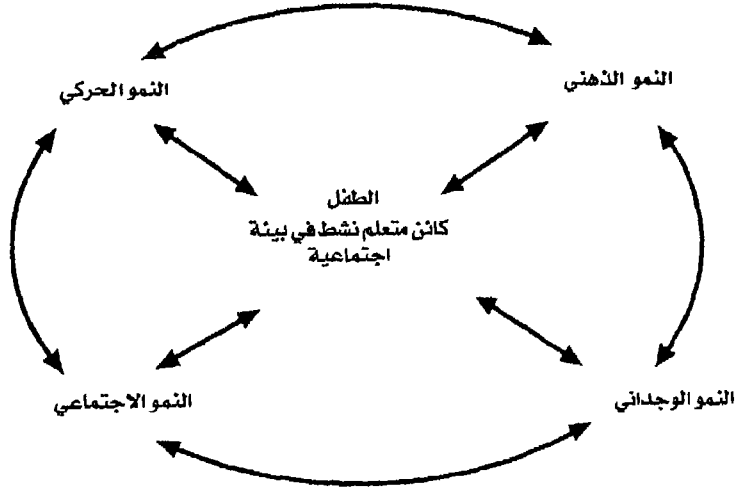 النمو الذهني
النمو الحركي
الطفل
كائن متعلم نشط في بيئة
اجتماعية
النمو الوجداني
النمو الاجتماعي